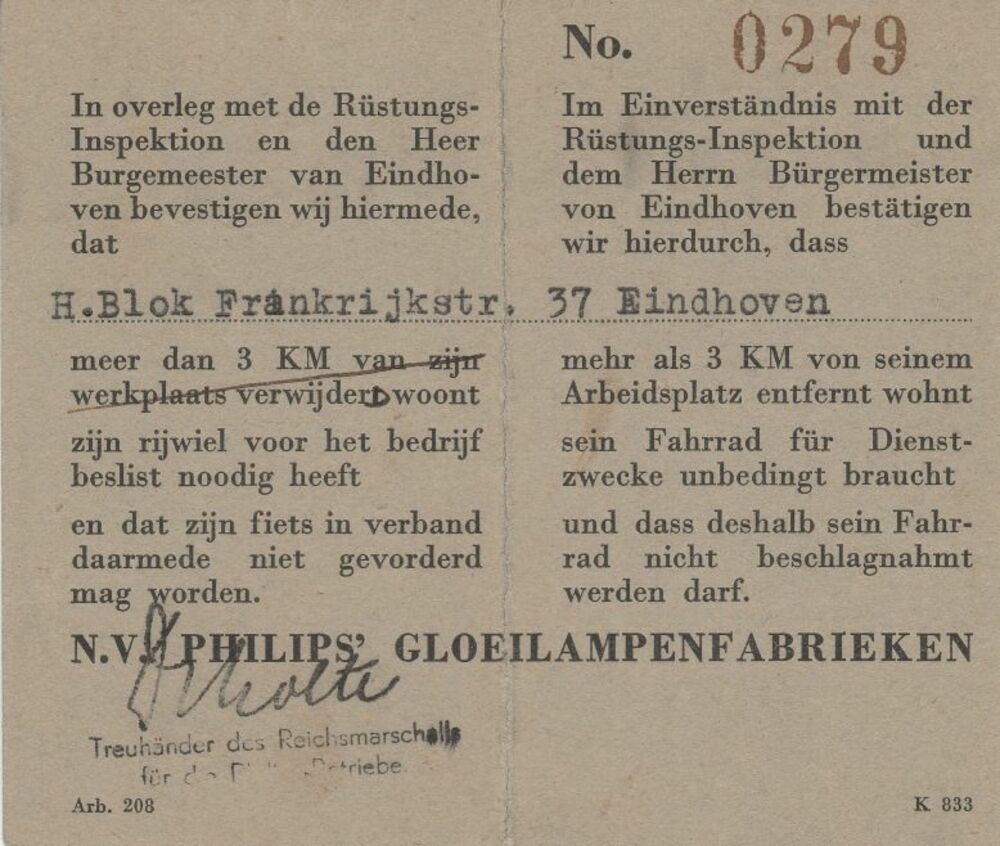 No. 0279
In overleg met de Rüstungs-
Inspektion en den Heer
Burgemeester van Eindho-
ven bevestigen wij hiermede,
dat
Im Einverständnis mit der
Rüstungs-Inspektion und
dem Herrn Bürgermeister
von Eindhoven bestätigen
wir hierdurch, dass
H.Blok Frankrijkstr. 37 Eindhoven
meer dan 3 KM van zijn
werkplaats verwijderd woont
zijn rijwiel voor het bedrijf
beslist noodig heeft
en dat zijn fiets in verband
daarmede niet gevorderd
mag worden.
mehr als 3 KM von seinem
Arbeidsplatz entfernt wohnt
sein Fahrrad für Dienst-
zwecke unbedingt braucht
und dass deshalb sein Fahr-
rad nicht beschlagnahmt
werden darf.
N.V. PHILIPS' GLOEILAMPENFABRIEKEN
Treuhänder des Reichsmarschalls
für Betriebe
Arb. 208
K 833